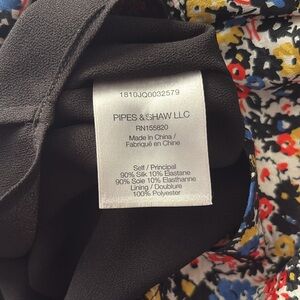 1810JQ0032579
PIPES & SHAW LLC
RN155820
Made in China /
Fabriqué en Chine
Self / Principal
90% Silk 10% Elastane
90% Soie 10% Elasthanne
Lining / Doublure
100% Polyester